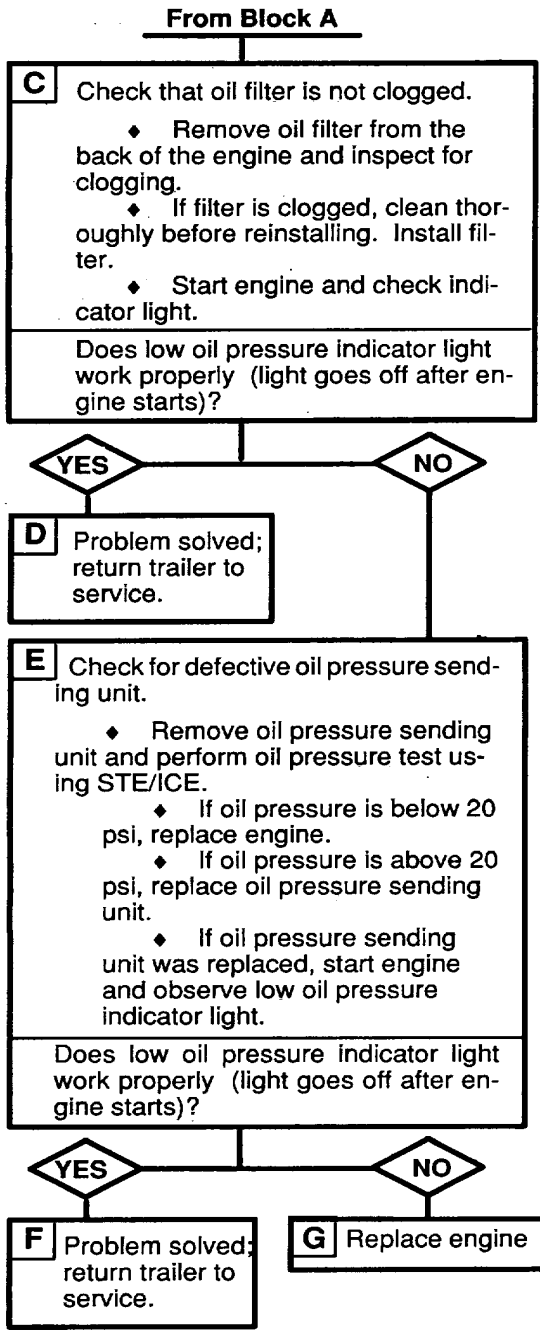 From Block A
C Check that oil filter is not clogged.
♦ Remove oil filter from the
back of the engine and inspect for
clogging.
♦ If filter is clogged, clean thor-
oughly before reinstalling. Install fil-
ter.
♦ Start engine and check indi-
cator light.
Does low oil pressure indicator light
work properly (light goes off after en-
gine starts)?
YES
NO
D Problem solved;
return trailer to
service.
E Check for defective oil pressure send-
ing unit.
♦ Remove oil pressure sending
unit and perform oil pressure test us-
ing STE/ICE.
♦ If oil pressure is below 20
psi, replace engine.
♦ If oil pressure is above 20
psi, replace oil pressure sending
unit.
♦ If oil pressure sending
unit was replaced, start engine
and observe low oil pressure
indicator light.
Does low oil pressure indicator light
work properly (light goes off after en-
gine starts)?
YES
NO
F Problem solved;
return trailer to
service.
G Replace engine